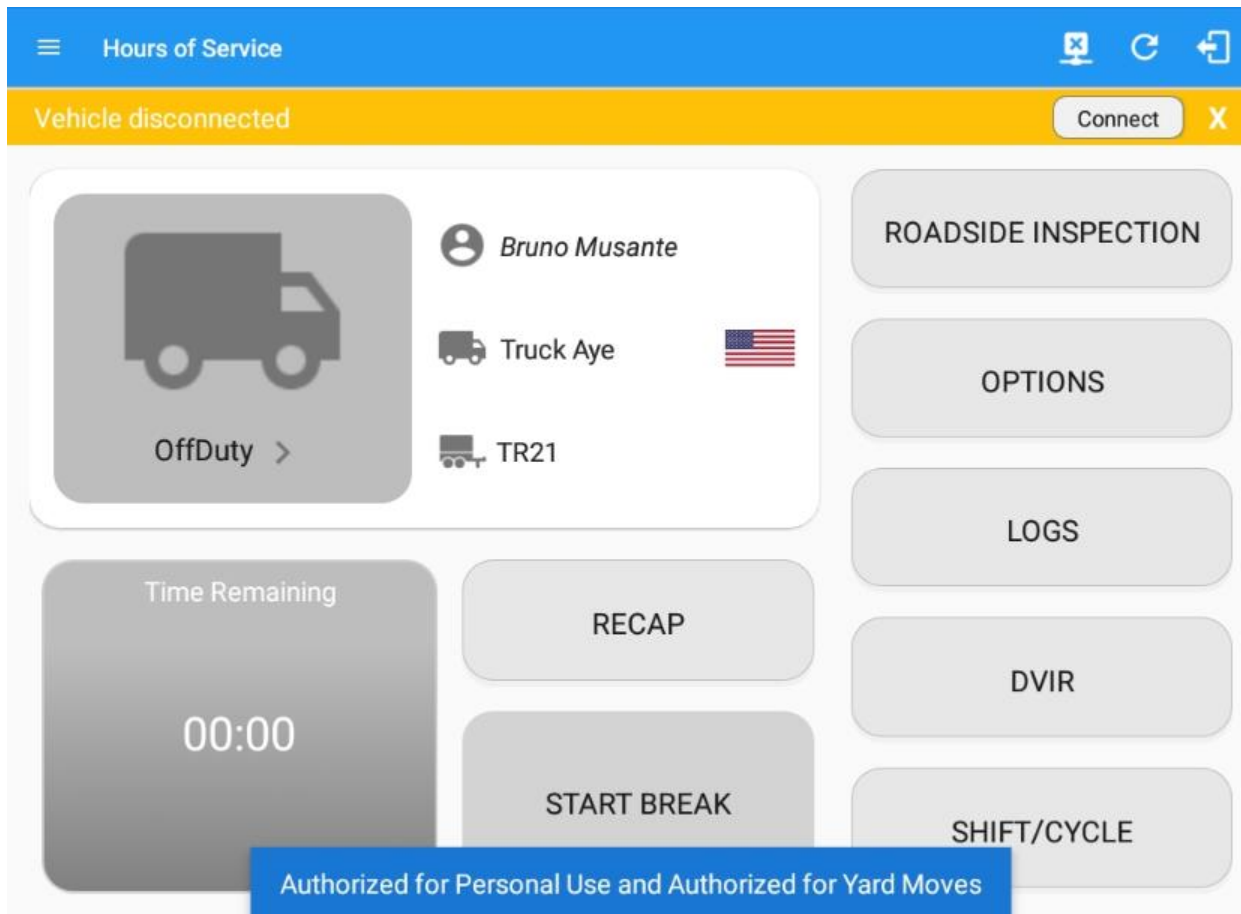 Hours of Service
Vehicle disconnected
Connect
X
Bruno Musante
Truck Aye
TR21
OffDuty
ROADSIDE INSPECTION
OPTIONS
LOGS
DVIR
SHIFT/CYCLE
Time Remaining
00:00
RECAP
START BREAK
Authorized for Personal Use and Authorized for Yard Moves